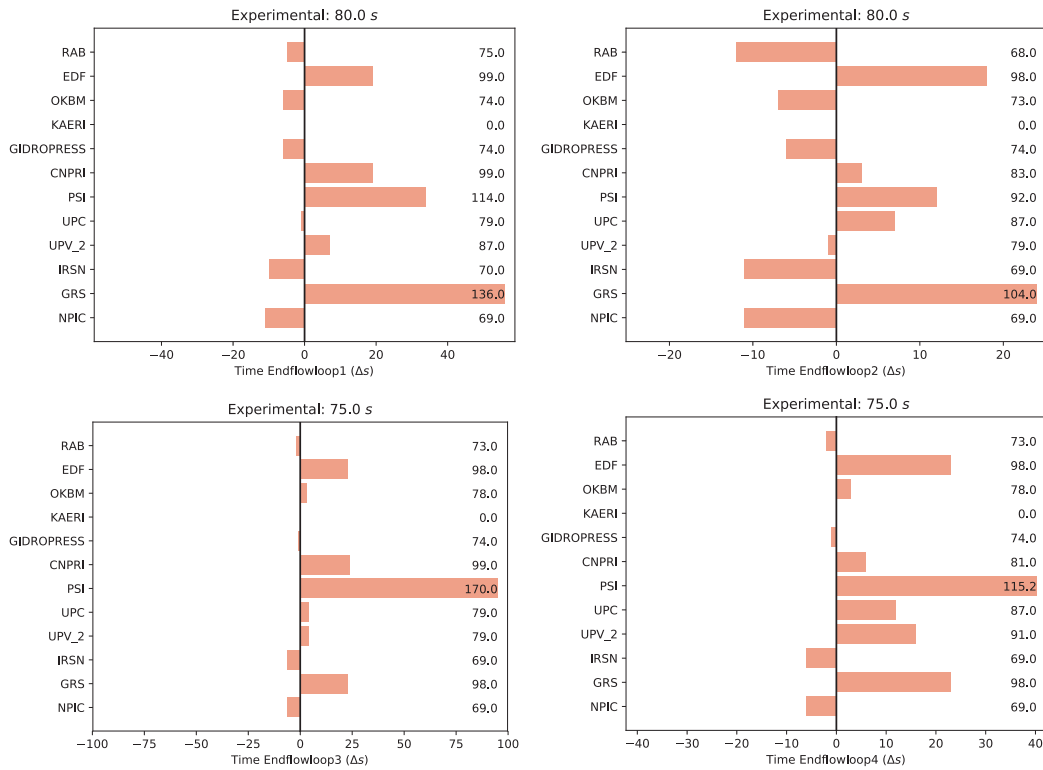 Experimental: 80.0 s
RAB 75.0
EDF 99.0
OKBM 74.0
KAERI 0.0
GIDROPRESS 74.0
CNPRI 99.0
PSI 114.0
UPC 79.0
UPV_2 87.0
IRSN 70.0
GRS 136.0
NPIC 69.0
−40 −20 0 20 40
Time Endflowloop1 (Δs)
Experimental: 80.0 s
RAB 68.0
EDF 98.0
OKBM 73.0
KAERI 0.0
GIDROPRESS 74.0
CNPRI 83.0
PSI 92.0
UPC 87.0
UPV_2 79.0
IRSN 69.0
GRS 104.0
NPIC 69.0
−20 −10 0 10 20
Time Endflowloop2 (Δs)
Experimental: 75.0 s
RAB 73.0
EDF 98.0
OKBM 78.0
KAERI 0.0
GIDROPRESS 74.0
CNPRI 99.0
PSI 170.0
UPC 79.0
UPV_2 79.0
IRSN 69.0
GRS 98.0
NPIC 69.0
−100 −75 −50 −25 0 25 50 75 100
Time Endflowloop3 (Δs)
Experimental: 75.0 s
RAB 73.0
EDF 98.0
OKBM 78.0
KAERI 0.0
GIDROPRESS 74.0
CNPRI 81.0
PSI 115.2
UPC 87.0
UPV_2 91.0
IRSN 69.0
GRS 98.0
NPIC 69.0
−40 −30 −20 −10 0 10 20 30 40
Time Endflowloop4 (Δs)